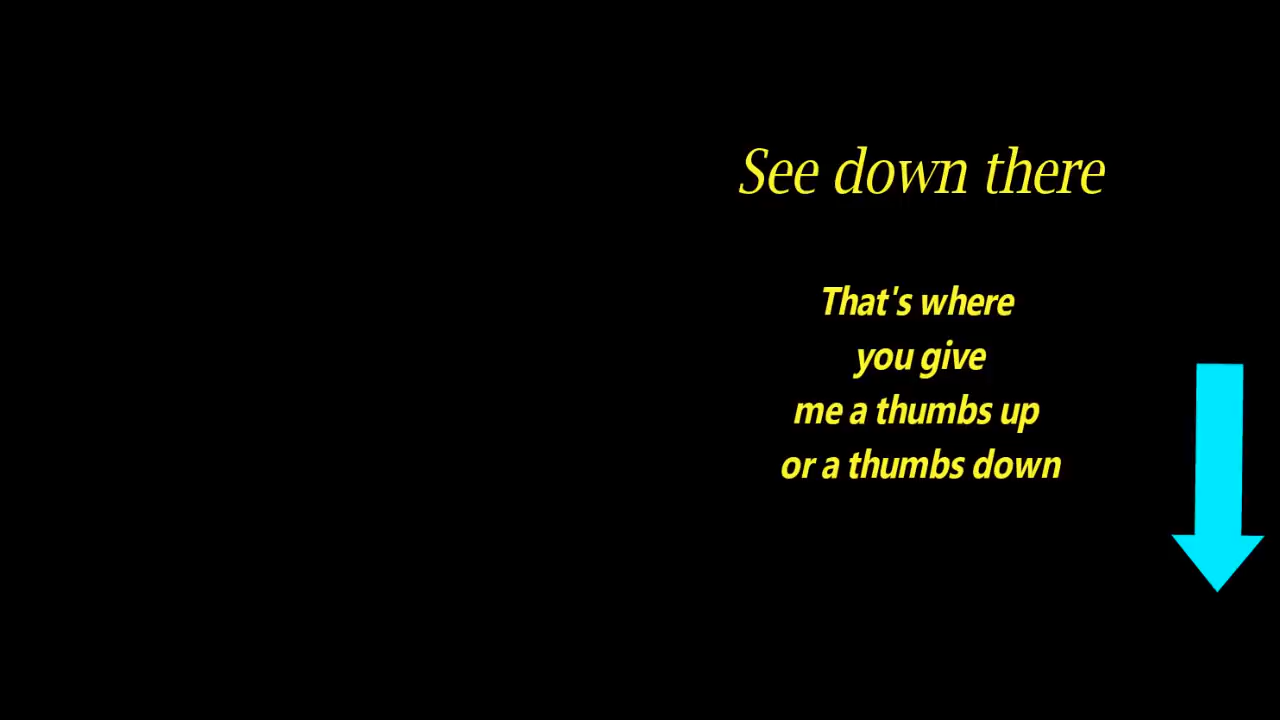 See down there
That's where
you give
me a thumbs up
or a thumbs down